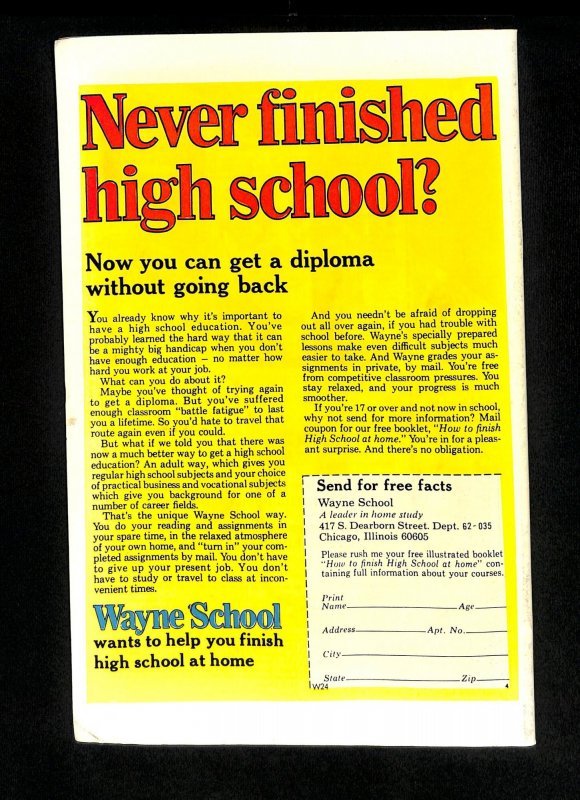 Never finished
high school?
Now you can get a diploma
without going back
You already know why it's important to
have a high school education. You've
probably learned the hard way that it can
be a mighty big handicap when you don't
have enough education — no matter how
hard you work at your job.
What can you do about it?
Maybe you've thought of trying again
to get a diploma. But you've suffered
enough classroom "battle fatigue" to last
you a lifetime. So you'd hate to travel that
route again even if you could.
But what if we told you that there was
now a much better way to get a high school
education? An adult way, which gives you
regular high school subjects and your choice
of practical business and vocational subjects
which give you background for one of a
number of career fields.
That's the unique Wayne School way.
You do your reading and assignments in
your spare time, in the relaxed atmosphere
of your own home, and "turn in" your com-
pleted assignments by mail. You don't have
to give up your present job. You don't
have to study or travel to class at incon-
venient times.
Wayne School
wants to help you finish
high school at home
And you needn't be afraid of dropping
out all over again, if you had trouble with
school before. Wayne's specially prepared
lessons make even difficult subjects much
easier to take. And Wayne grades your as-
signments in private, by mail. You're free
from competitive classroom pressures. You
stay relaxed, and your progress is much
smoother.
If you're 17 or over and not now in school,
why not send for more information? Mail
coupon for our free booklet, "How to finish
High School at home." You're in for a pleas-
ant surprise. And there's no obligation.
Send for free facts
Wayne School
A leader in home study
417 S. Dearborn Street. Dept. 62-035
Chicago, Illinois 60605
Please rush me your free illustrated booklet
"How to finish High School at home" con-
taining full information about your courses.
Print
Name Age
Address Apt. No.
City
State Zip
W24 4